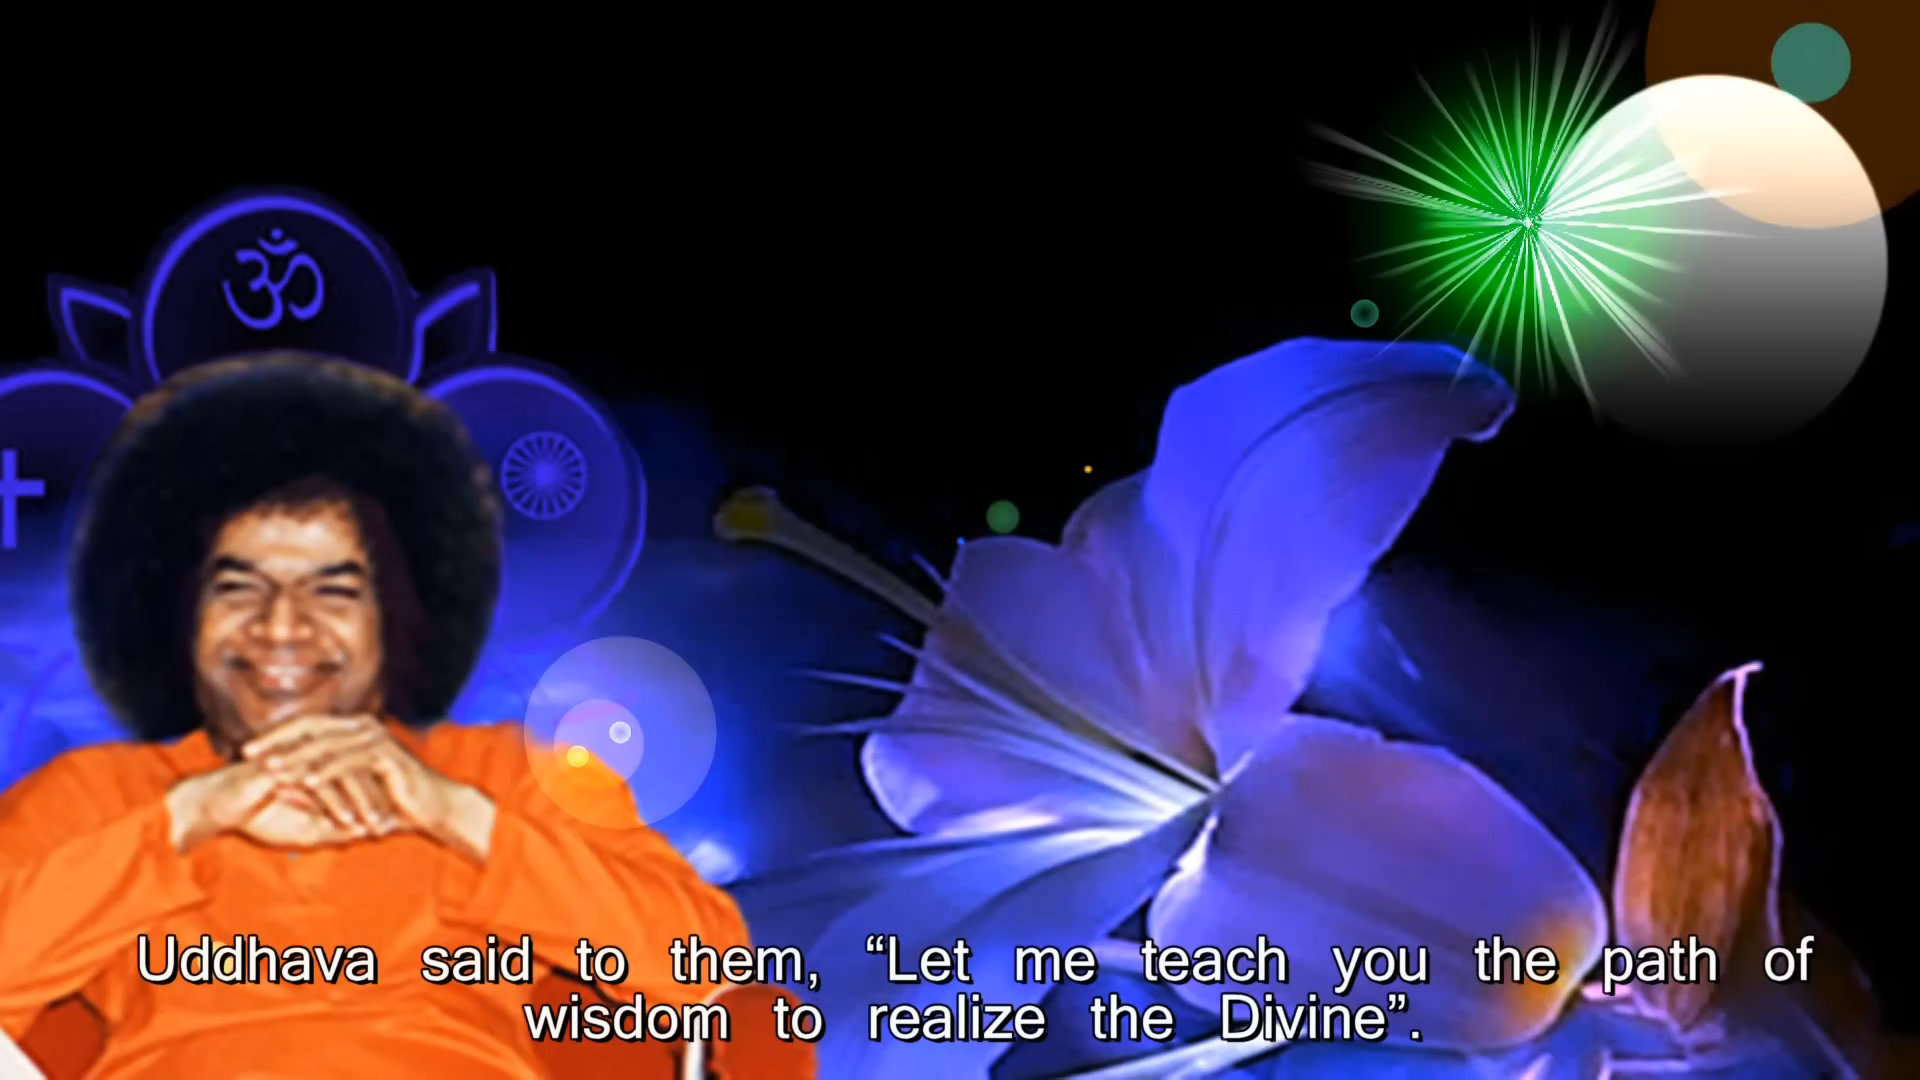 ॐ
Uddhava said to them, “Let me teach you the path of
wisdom to realize the Divine”.